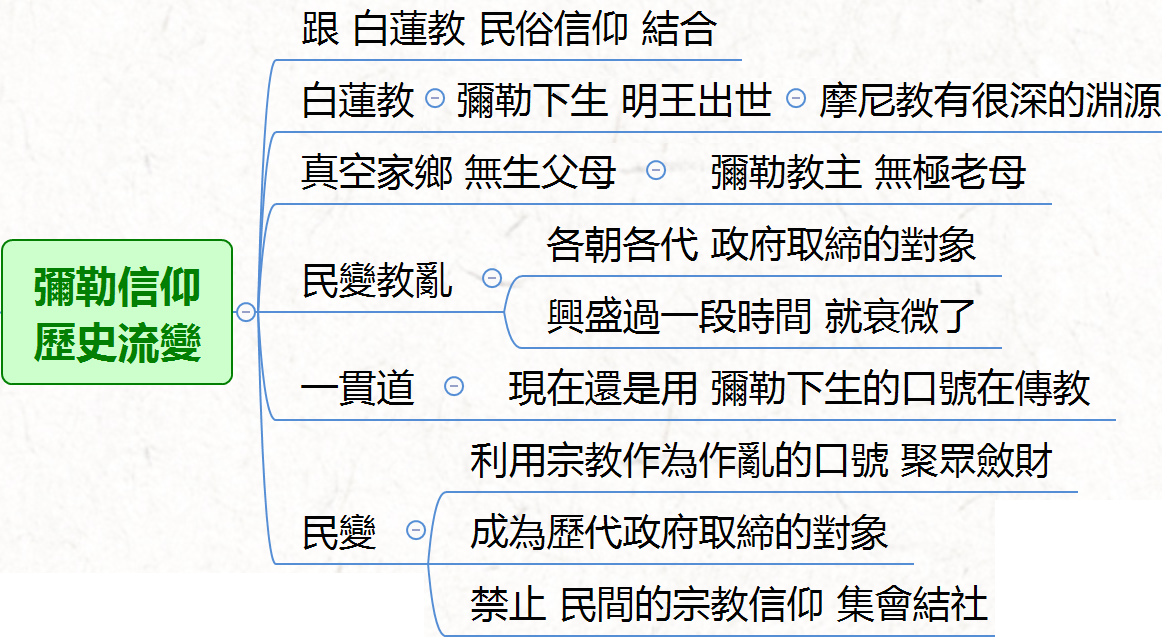 跟 白蓮教 民俗信仰 結合
白蓮教 彌勒下生 明王出世 摩尼教有很深的淵源
真空家鄉 無生父母 彌勒教主 無極老母
彌勒信仰
歷史流變
民變教亂
各朝各代 政府取締的對象
興盛過一段時間 就衰微了
一貫道 現在還是用 彌勒下生的口號在傳教
民變
利用宗教作為作亂的口號 聚眾斂財
成為歷代政府取締的對象
禁止 民間的宗教信仰 集會結社